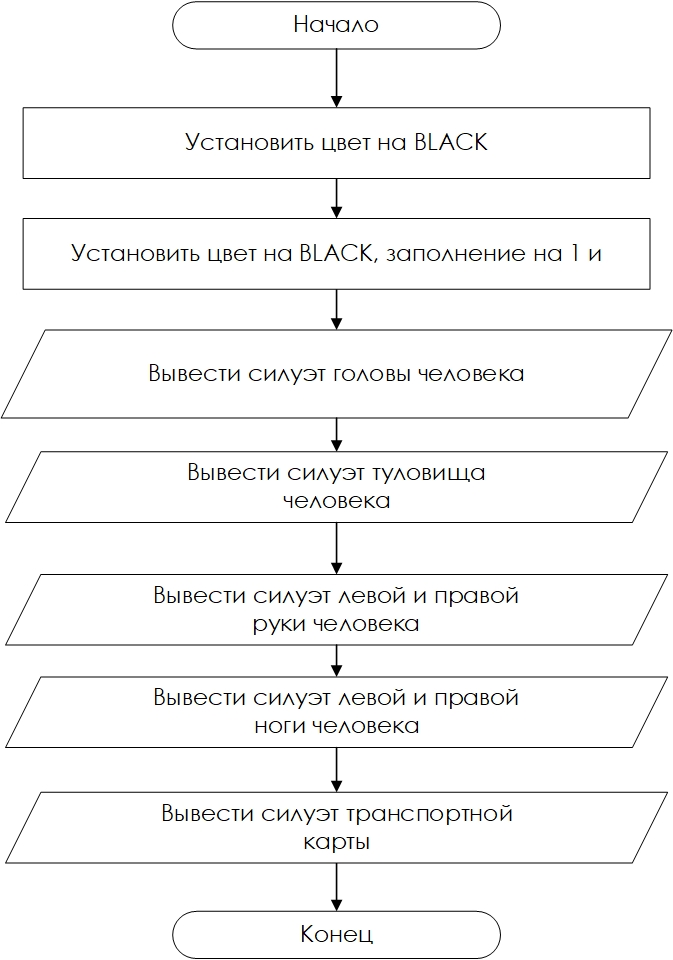 Начало
Установить цвет на BLACK
Установить цвет на BLACK, заполнение на 1 и
Вывести силуэт головы человека
Вывести силуэт туловища
человека
Вывести силуэт левой и правой
руки человека
Вывести силуэт левой и правой
ноги человека
Вывести силуэт транспортной
карты
Конец